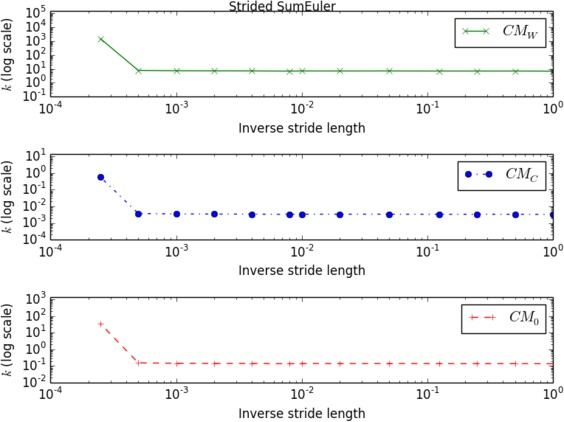 Strided SumEuler
k (log scale)
10^5
10^4
10^3
10^2
10^1
10^0
10^-1
CM_W
10^-4 10^-3 10^-2 10^-1 10^0
Inverse stride length
k (log scale)
10^1
10^0
10^-1
10^-2
10^-3
10^-4
CM_C
10^-4 10^-3 10^-2 10^-1 10^0
Inverse stride length
k (log scale)
10^3
10^2
10^1
10^0
10^-1
10^-2
CM_0
10^-4 10^-3 10^-2 10^-1 10^0
Inverse stride length